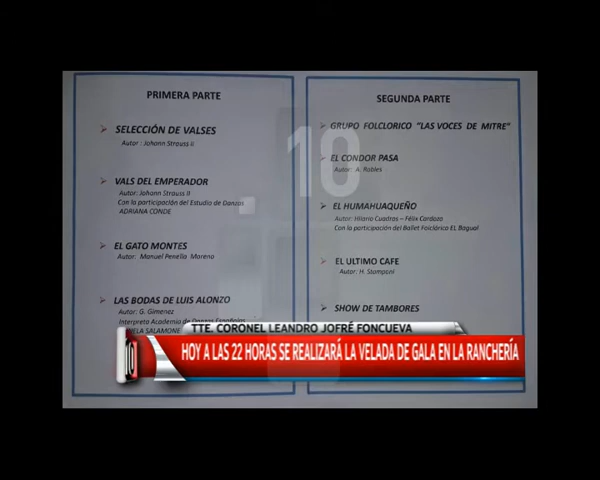 PRIMERA PARTE
➢ SELECCIÓN DE VALSES
Autor : Johann Strauss II
➢ VALS DEL EMPERADOR
Autor: Johann Strauss II
Con la participación del Estudio de Danzas
ADRIANA CONDE
➢ EL GATO MONTES
Autor: Manuel Penella Moreno
➢ LAS BODAS DE LUIS ALONZO
Autor: G. Gimenez
Interpreta Academia de Danzas Españolas
SALAMONE
SEGUNDA PARTE
➢ GRUPO FOLCLORICO "LAS VOCES DE MITRE"
➢ EL CONDOR PASA
Autor: A. Robles
➢ EL HUMAHUAQUEÑO
Autor: Hilario Cuadros – Félix Cardozo
Con la participación del Ballet Folclórico EL Bagual
➢ EL ULTIMO CAFE
Autor: H. Stamponi
➢ SHOW DE TAMBORES
10
TTE. CORONEL LEANDRO JOFRÉ FONCUEVA
HOY A LAS 22 HORAS SE REALIZARÁ LA VELADA DE GALA EN LA RANCHERÍA
10